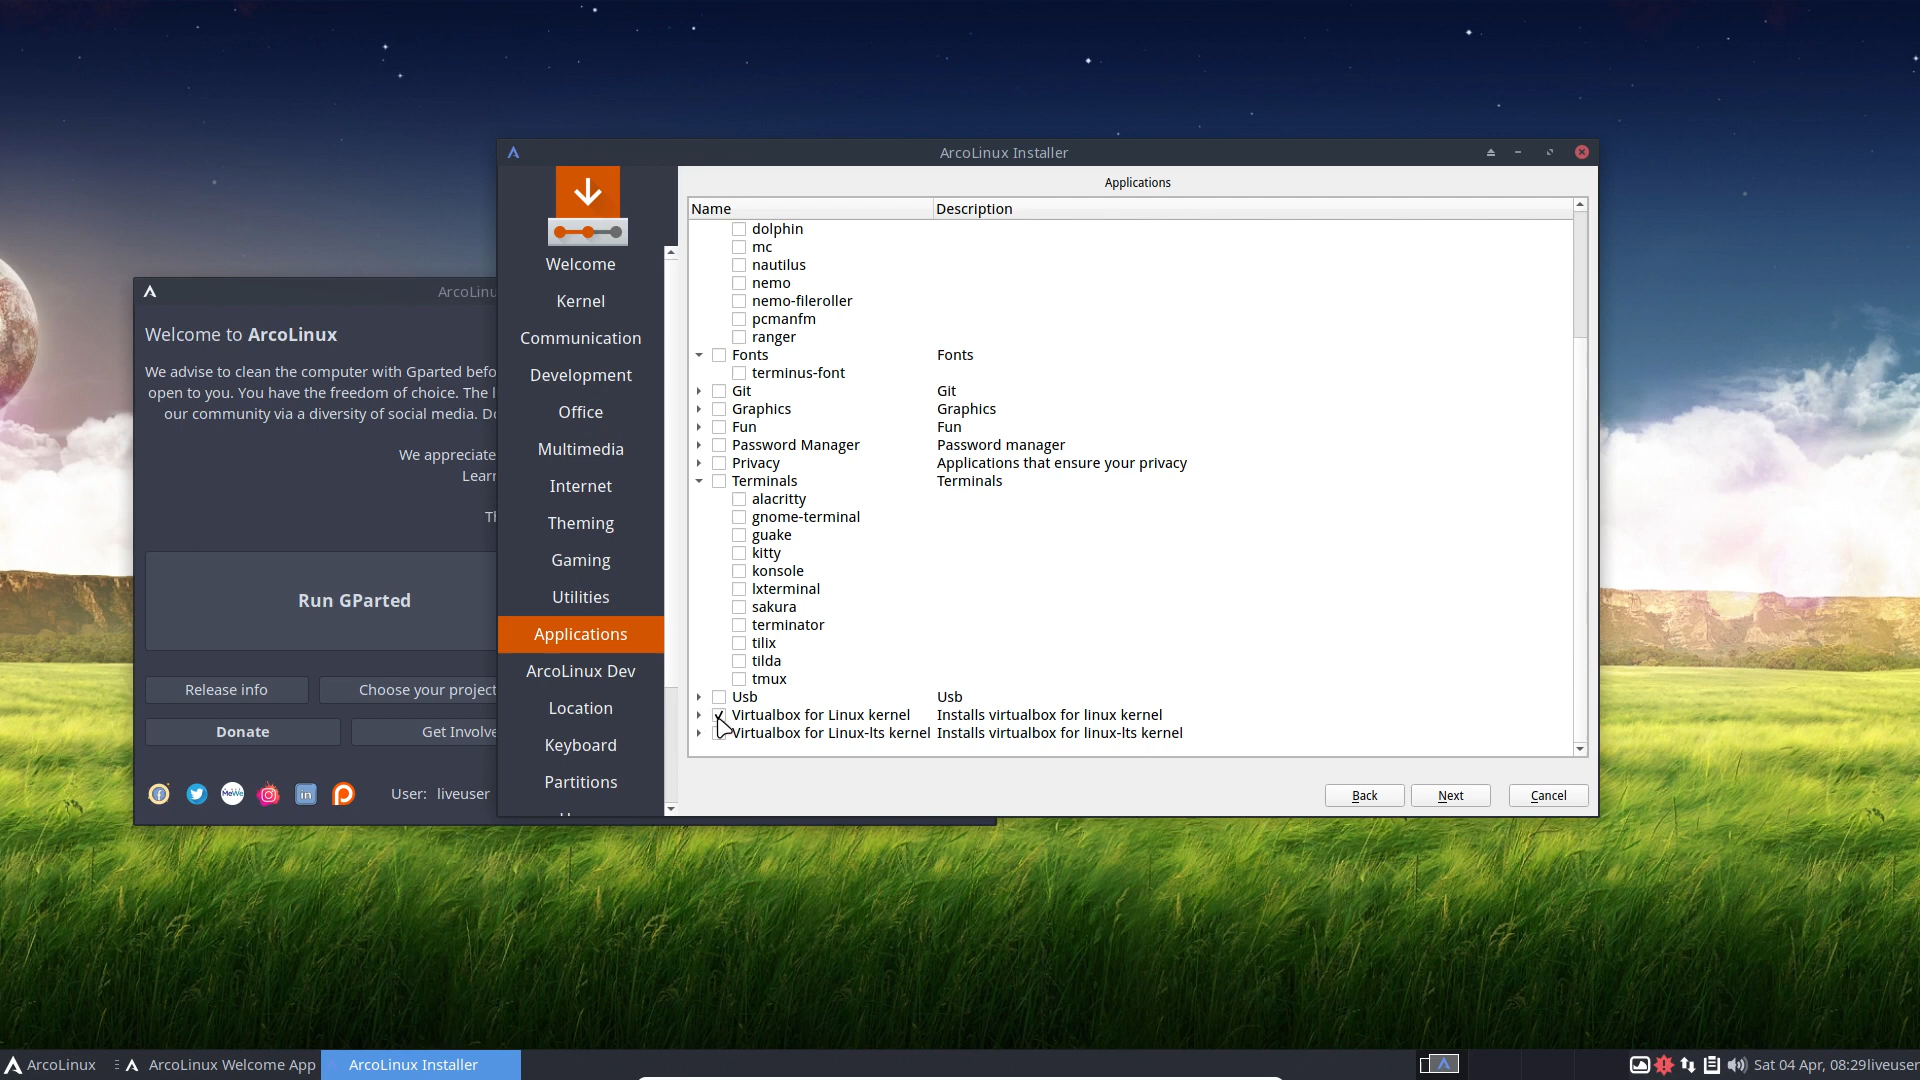 ArcoLinux Installer
Applications
Name Description
dolphin
mc
nautilus
nemo
nemo-fileroller
pcmanfm
ranger
Fonts Fonts
terminus-font
Git Git
Graphics Graphics
Fun Fun
Password Manager Password manager
Privacy Applications that ensure your privacy
Terminals Terminals
alacritty
gnome-terminal
guake
kitty
konsole
lxterminal
sakura
terminator
tilix
tilda
tmux
Usb Usb
Virtualbox for Linux kernel Installs virtualbox for linux kernel
Virtualbox for Linux-lts kernel Installs virtualbox for linux-lts kernel
Back Next Cancel
Welcome
Kernel
Communication
Development
Office
Multimedia
Internet
Theming
Gaming
Utilities
Applications
ArcoLinux Dev
Location
Keyboard
Partitions
ArcoLinu
Welcome to ArcoLinux
We advise to clean the computer with Gparted befo
open to you. You have the freedom of choice. The l
our community via a diversity of social media. Do
We appreciate
Learn
Th
Run GParted
Release info Choose your project
Donate Get Involve
MeWe in
User: liveuser
ArcoLinux ArcoLinux Welcome App ArcoLinux Installer Sat 04 Apr, 08:29 liveuser